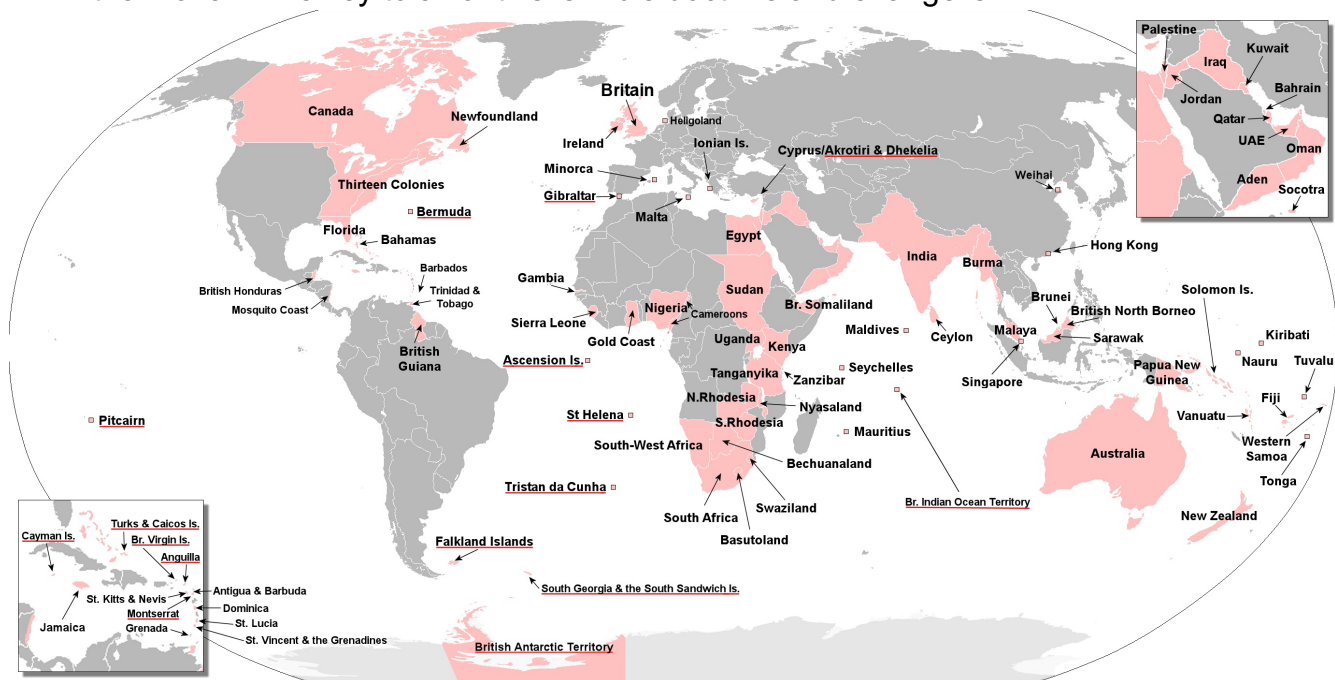 Canada
Newfoundland
Thirteen Colonies
Bermuda
Florida
Bahamas
Barbados
British Honduras
Trinidad &
Tobago
Mosquito Coast
British
Guiana
Pitcairn
Britain
Heligoland
Ireland
Ionian Is.
Minorca
Cyprus/Akrotiri & Dhekelia
Gibraltar
Malta
Weihai
Egypt
India
Burma
Hong Kong
Gambia
Sudan
Nigeria
Cameroons
Br. Somaliland
Sierra Leone
Gold Coast
Uganda
Kenya
Maldives
Ceylon
Brunei
British North Borneo
Malaya
Sarawak
Singapore
Solomon Is.
Kiribati
Nauru
Tuvalu
Papua New
Guinea
Ascension Is.
Tanganyika
Zanzibar
Seychelles
N.Rhodesia
Nyasaland
St Helena
S.Rhodesia
Mauritius
Fiji
Vanuatu
Western
Samoa
Tonga
South-West Africa
Bechuanaland
Australia
Tristan da Cunha
Swaziland
Br. Indian Ocean Territory
South Africa
Basutoland
New Zealand
Falkland Islands
South Georgia & the South Sandwich Is.
British Antarctic Territory
Palestine
Kuwait
Iraq
Bahrain
Jordan
Qatar
UAE
Oman
Aden
Socotra
Turks & Caicos Is.
Cayman Is.
Br. Virgin Is.
Anguilla
Antigua & Barbuda
St. Kitts & Nevis
Dominica
Montserrat
St. Lucia
Jamaica
Grenada
St. Vincent & the Grenadines